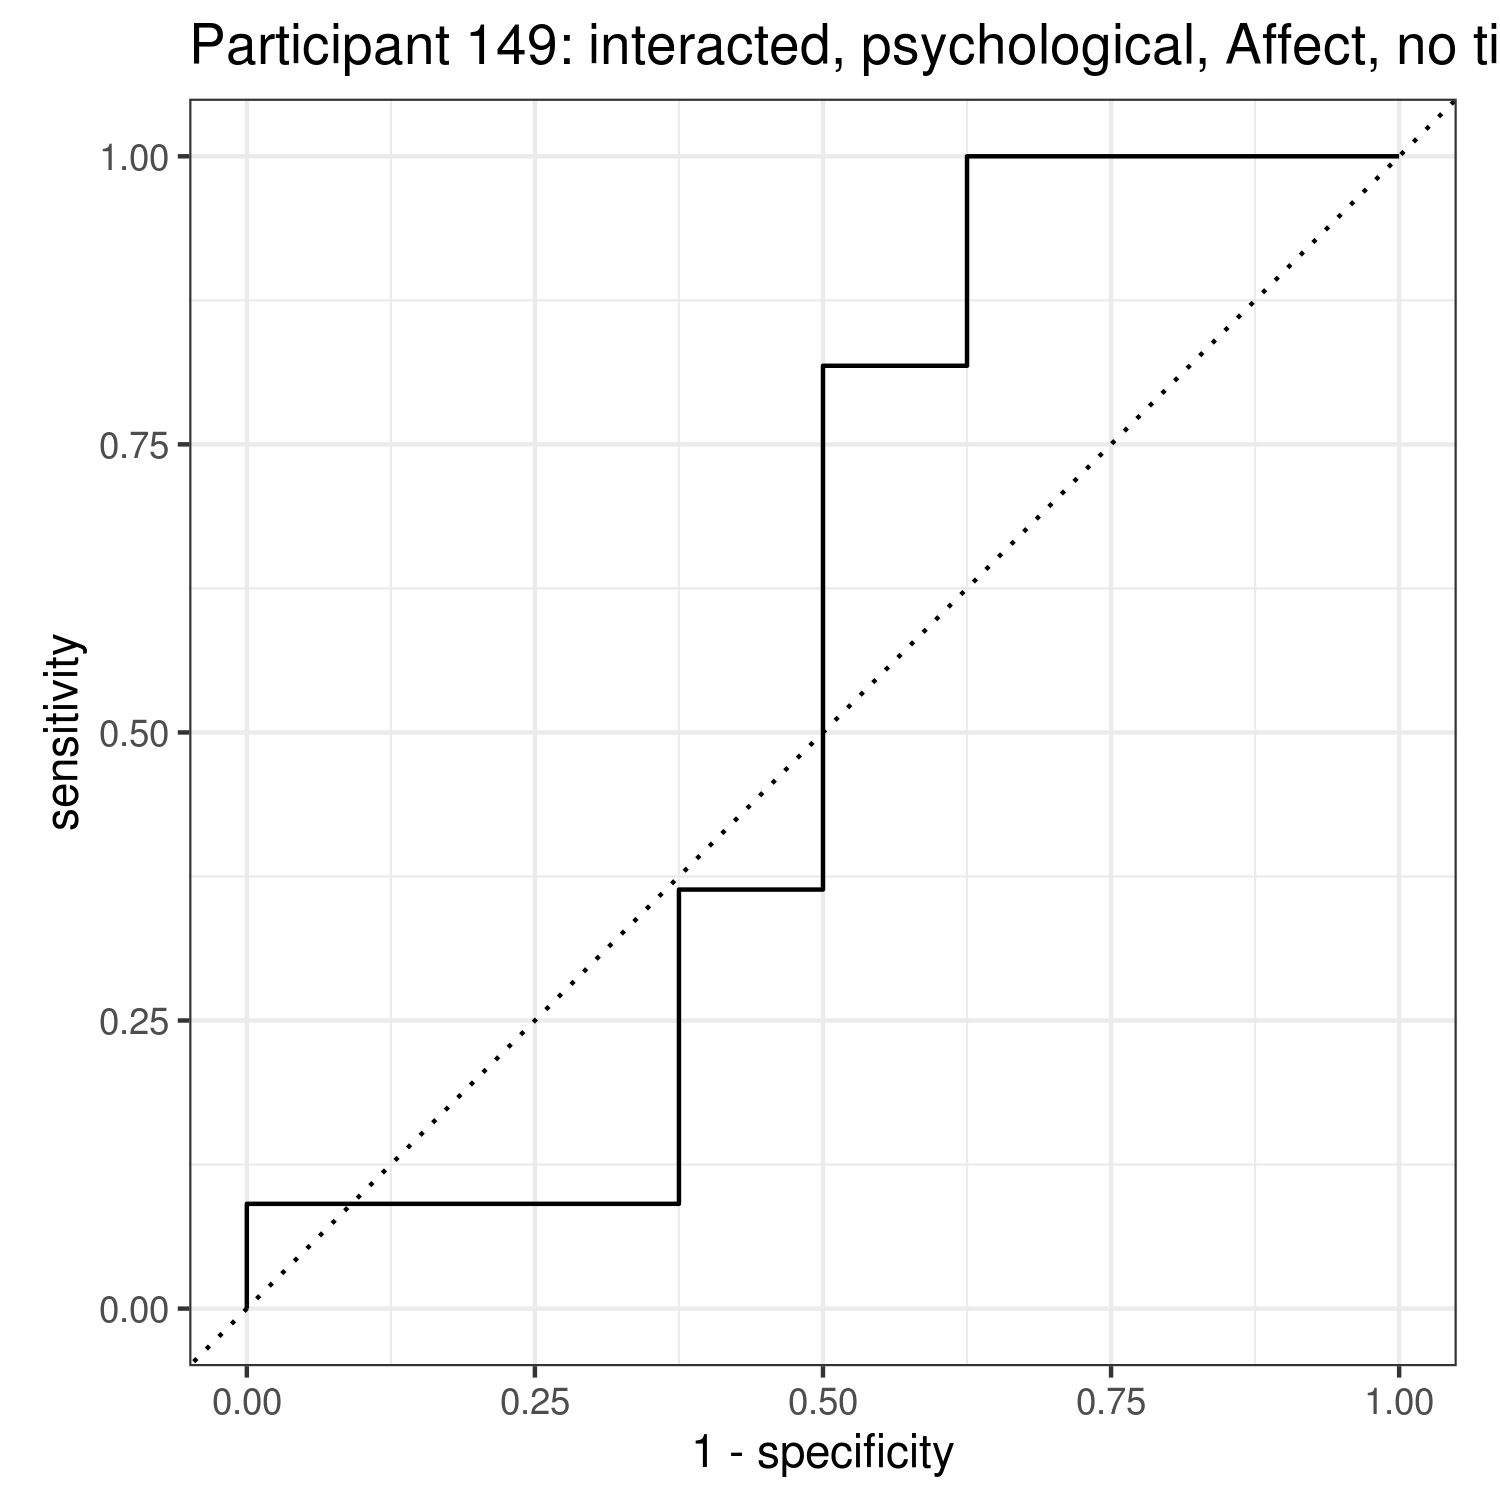 Participant 149: interacted, psychological, Affect, no ti
1.00
0.75
0.50
0.25
0.00
sensitivity
0.00 0.25 0.50 0.75 1.00
1 - specificity